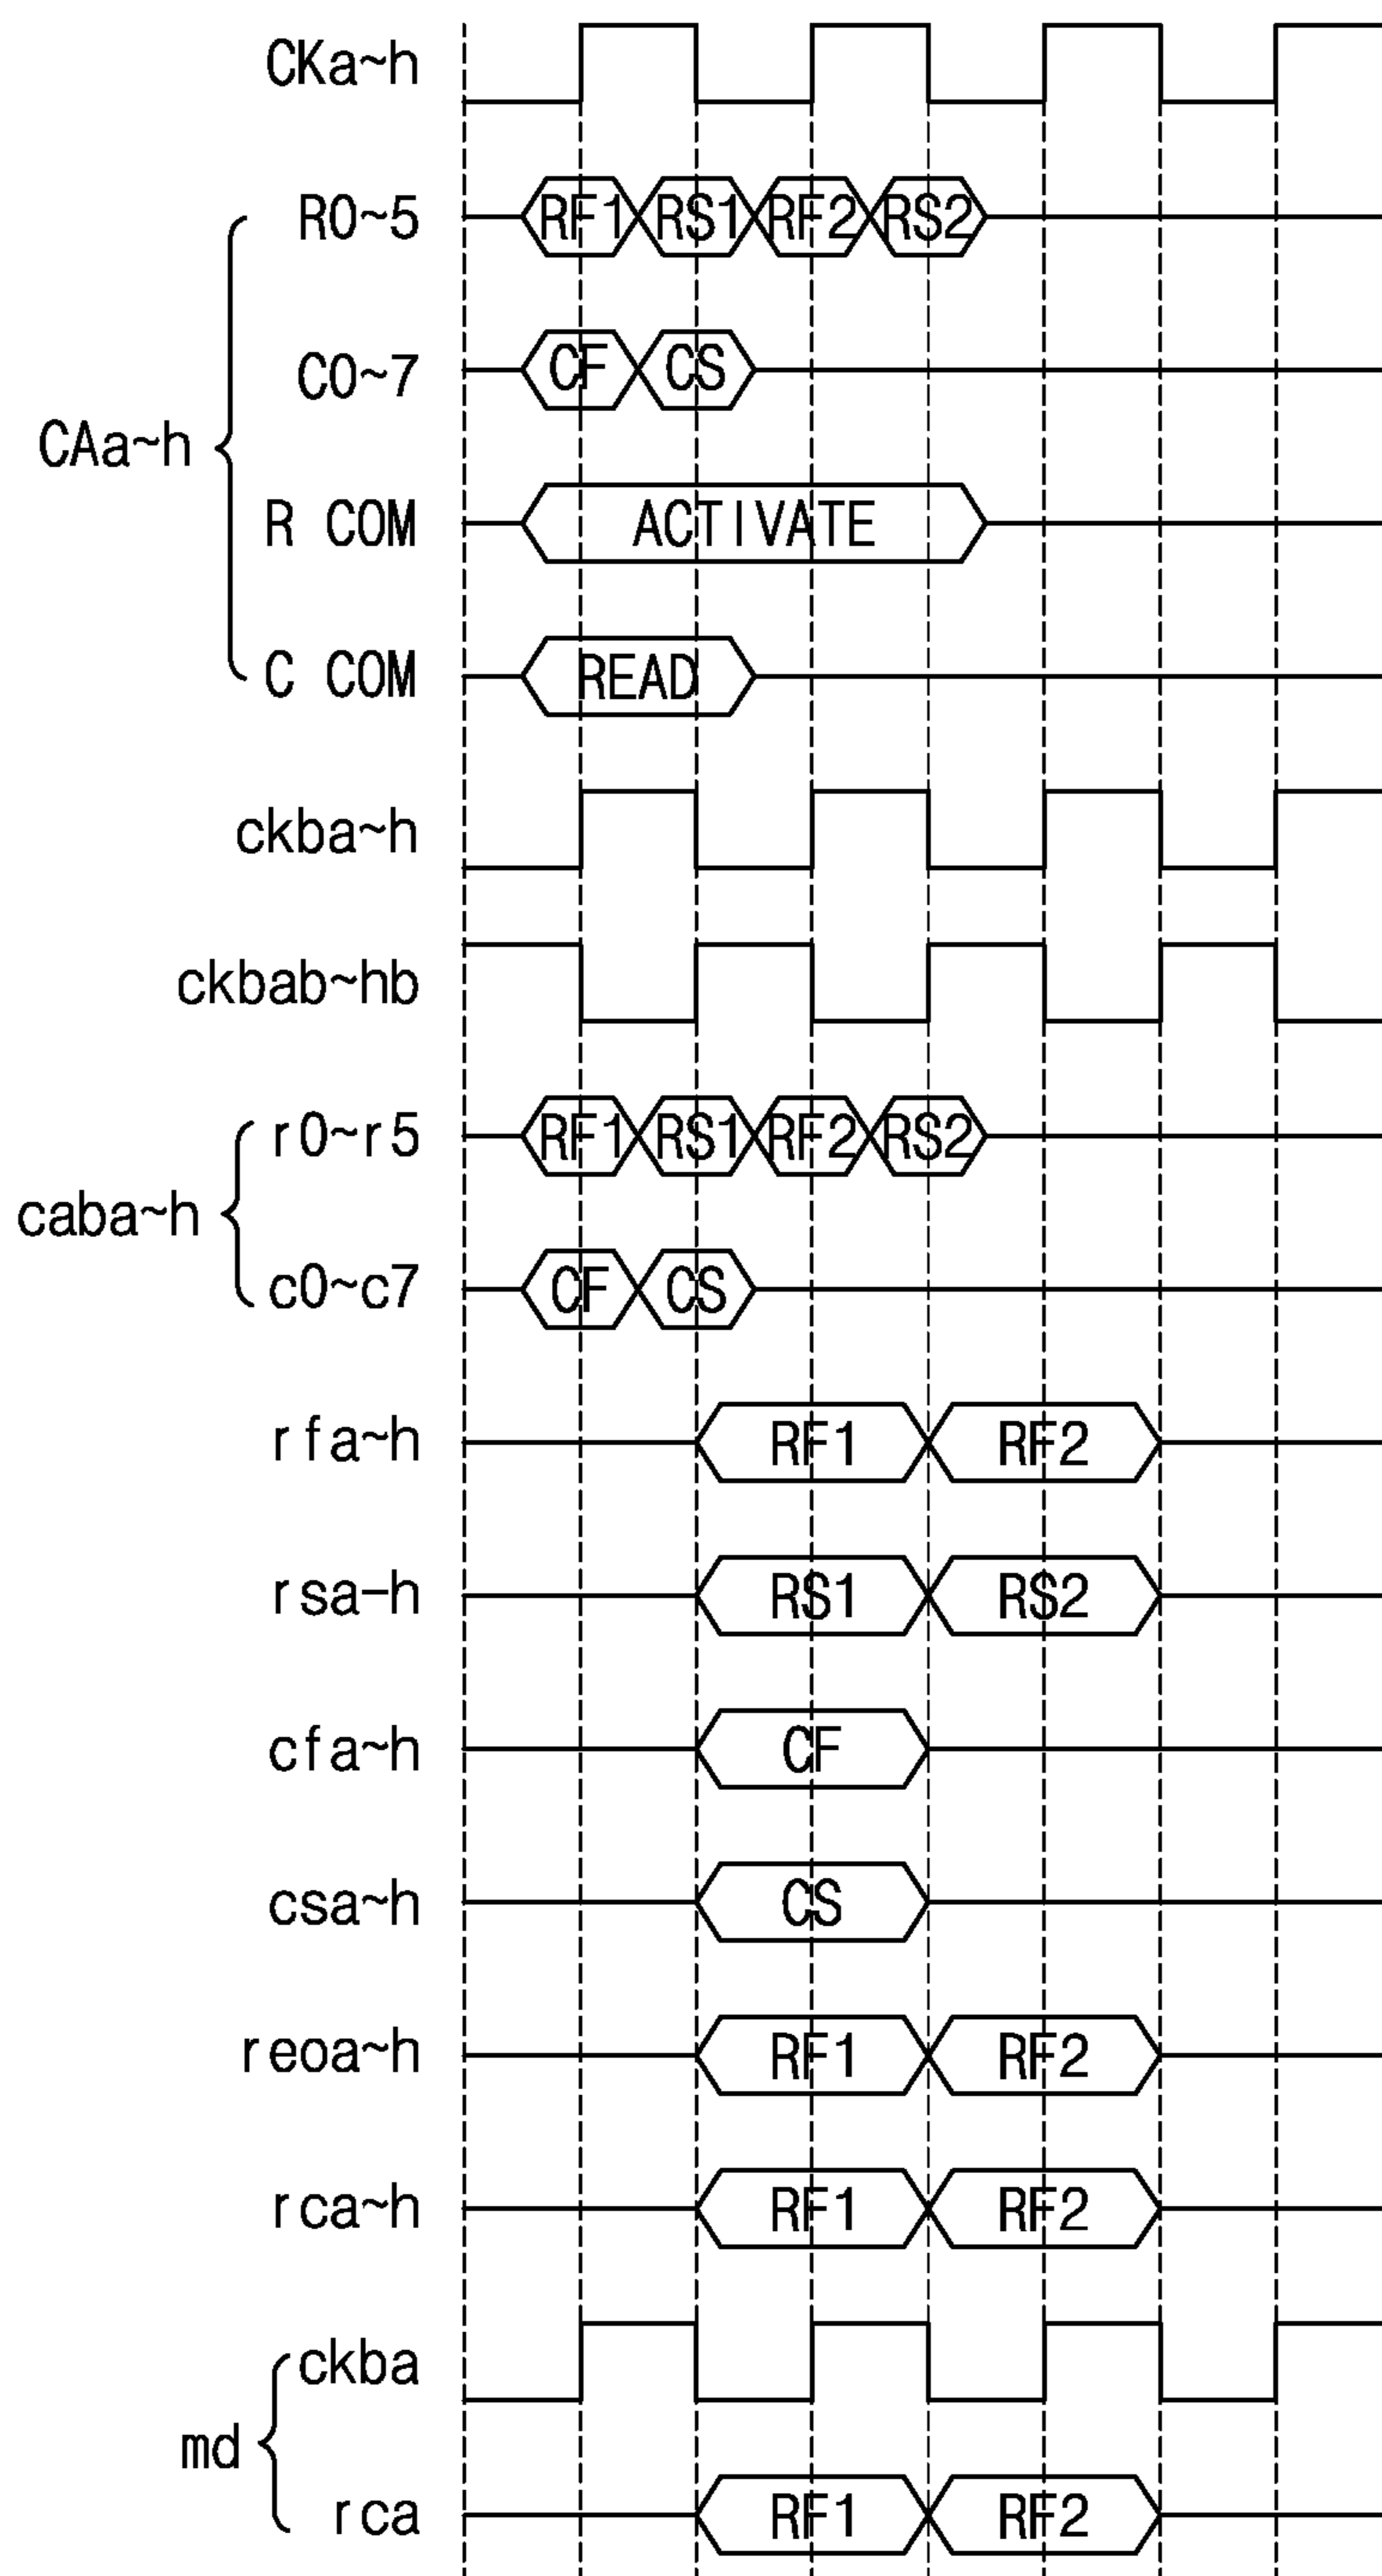 CKa~h
R0~5 RF1 RS1 RF2 RS2
C0~7 CF CS
CAa~h
R COM ACTIVATE
C COM READ
ckba~h
ckbab~hb
r0~r5 RF1 RS1 RF2 RS2
caba~h
c0~c7 CF CS
rfa~h RF1 RF2
rsa-h RS1 RS2
cfa~h CF
csa~h CS
reoa~h RF1 RF2
rca~h RF1 RF2
ckba
md
rca RF1 RF2